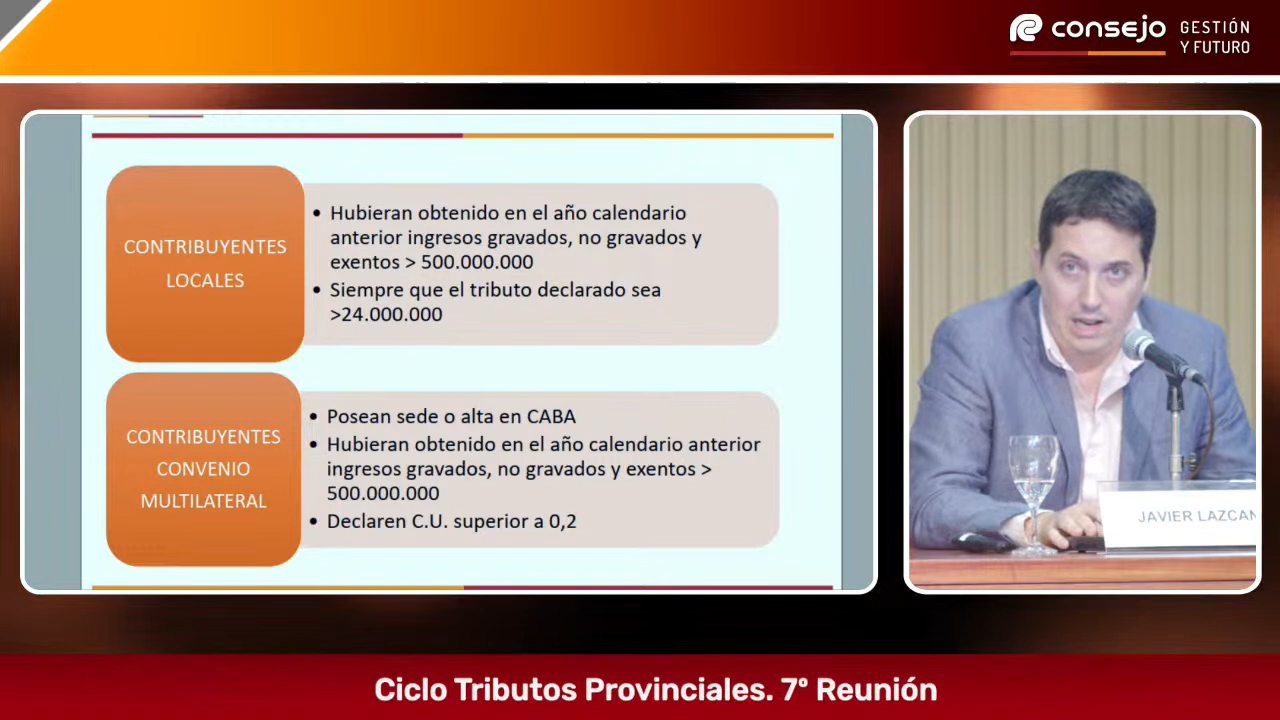 consejo
GESTIÓN
Y FUTURO
CONTRIBUYENTES
LOCALES
• Hubieran obtenido en el año calendario
anterior ingresos gravados, no gravados y
exentos > 500.000.000
• Siempre que el tributo declarado sea
>24.000.000
CONTRIBUYENTES
CONVENIO
MULTILATERAL
• Posean sede o alta en CABA
• Hubieran obtenido en el año calendario anterior
ingresos gravados, no gravados y exentos >
500.000.000
• Declaren C.U. superior a 0,2
JAVIER LAZCAN
Ciclo Tributos Provinciales. 7º Reunión